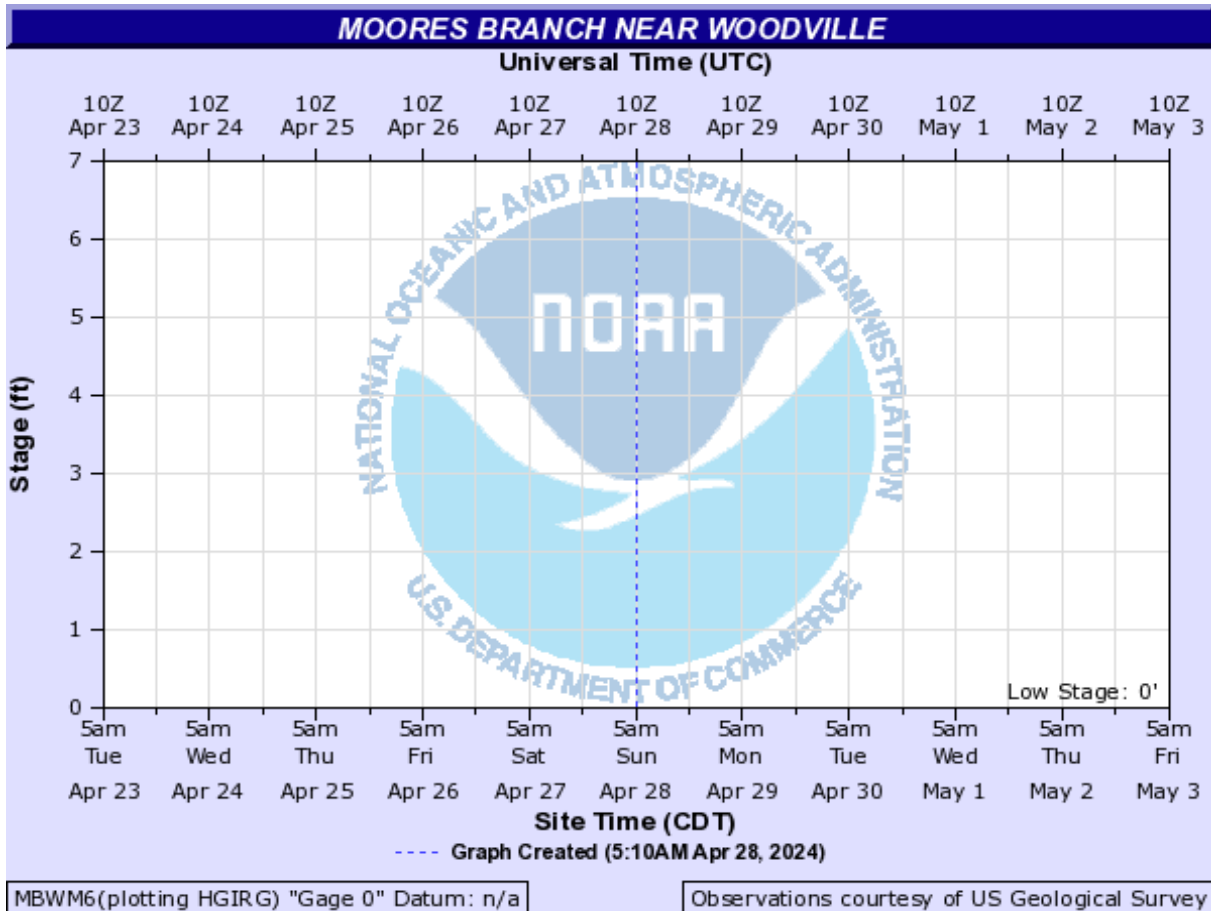 MOORES BRANCH NEAR WOODVILLE
Universal Time (UTC)
10Z 10Z 10Z 10Z 10Z 10Z 10Z 10Z 10Z 10Z 10Z
Apr 23 Apr 24 Apr 25 Apr 26 Apr 27 Apr 28 Apr 29 Apr 30 May 1 May 2 May 3
7
6
5
4
3
2
1
0
Stage (ft)
NATIONAL OCEANIC AND ATMOSPHERIC ADMINISTRATION
NOAA
U.S. DEPARTMENT OF COMMERCE
Low Stage: 0'
5am 5am 5am 5am 5am 5am 5am 5am 5am 5am 5am
Tue Wed Thu Fri Sat Sun Mon Tue Wed Thu Fri
Apr 23 Apr 24 Apr 25 Apr 26 Apr 27 Apr 28 Apr 29 Apr 30 May 1 May 2 May 3
Site Time (CDT)
Graph Created (5:10AM Apr 28, 2024)
MBWM6(plotting HGIRG) "Gage 0" Datum: n/a
Observations courtesy of US Geological Survey